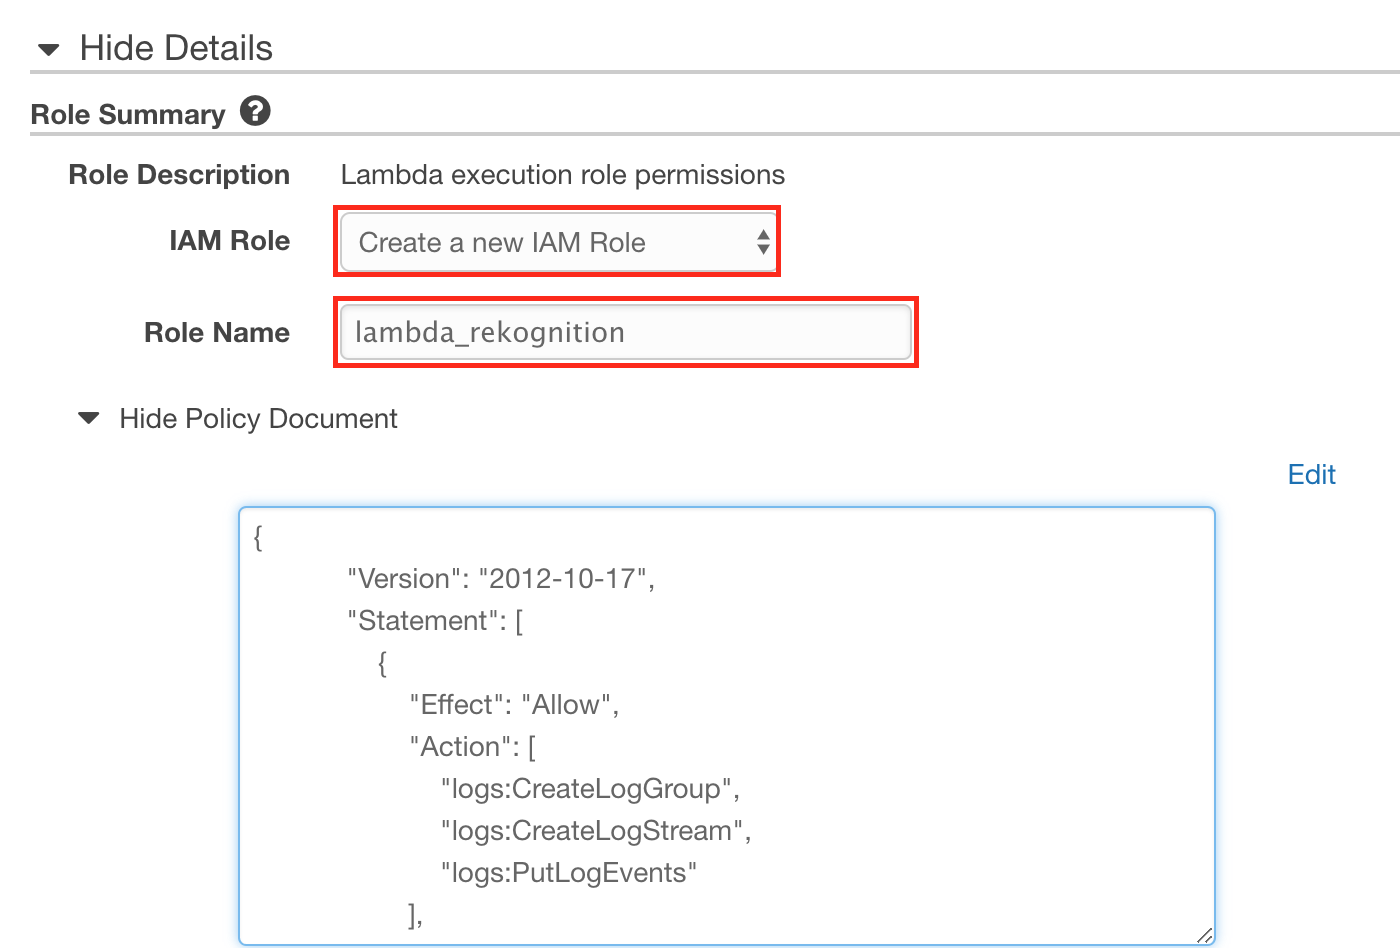 Hide Details
Role Summary ?
Role Description Lambda execution role permissions
IAM Role Create a new IAM Role
Role Name lambda_rekognition
Hide Policy Document
Edit
{
"Version": "2012-10-17",
"Statement": [
{
"Effect": "Allow",
"Action": [
"logs:CreateLogGroup",
"logs:CreateLogStream",
"logs:PutLogEvents"
],